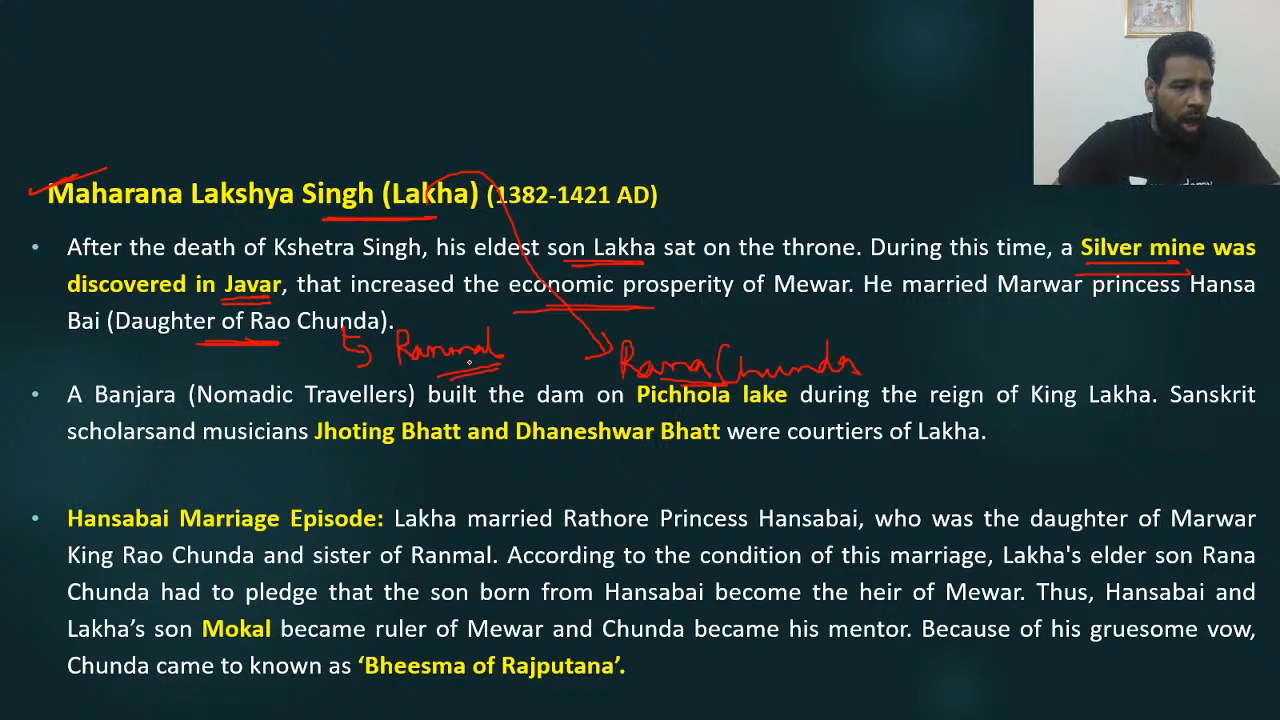 Maharana Lakshya Singh (Lakha) (1382-1421 AD)
• After the death of Kshetra Singh, his eldest son Lakha sat on the throne. During this time, a Silver mine was
discovered in Javar, that increased the economic prosperity of Mewar. He married Marwar princess Hansa
Bai (Daughter of Rao Chunda).
Ranmal
Rana Chunda
• A Banjara (Nomadic Travellers) built the dam on Pichhola lake during the reign of King Lakha. Sanskrit
scholarsand musicians Jhoting Bhatt and Dhaneshwar Bhatt were courtiers of Lakha.
• Hansabai Marriage Episode: Lakha married Rathore Princess Hansabai, who was the daughter of Marwar
King Rao Chunda and sister of Ranmal. According to the condition of this marriage, Lakha's elder son Rana
Chunda had to pledge that the son born from Hansabai become the heir of Mewar. Thus, Hansabai and
Lakha’s son Mokal became ruler of Mewar and Chunda became his mentor. Because of his gruesome vow,
Chunda came to known as ‘Bheesma of Rajputana’.